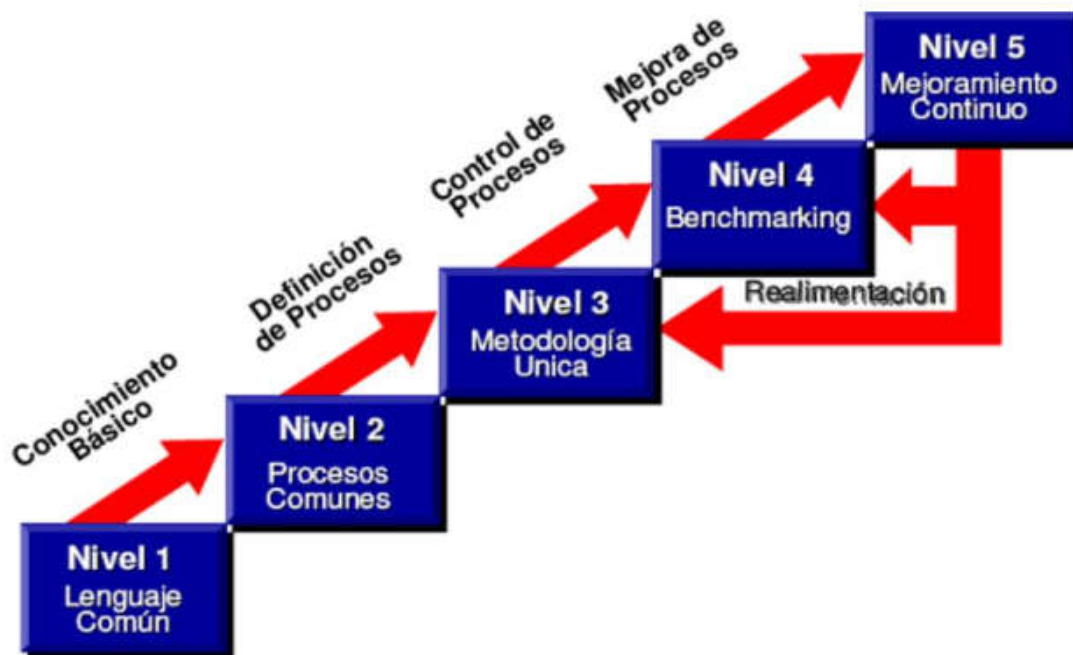 Nivel 5
Mejoramiento
Continuo
Mejora de
Procesos
Nivel 4
Benchmarking
Control de
Procesos
Realimentación
Nivel 3
Metodología
Unica
Definición
de Procesos
Nivel 2
Procesos
Comunes
Conocimiento
Básico
Nivel 1
Lenguaje
Común